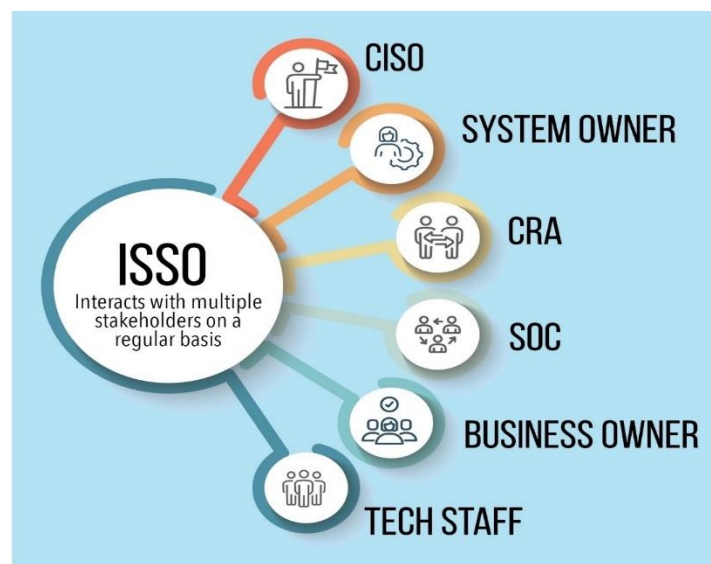 CISO
SYSTEM OWNER
CRA
ISSO
Interacts with multiple
stakeholders on a
regular basis
SOC
BUSINESS OWNER
TECH STAFF